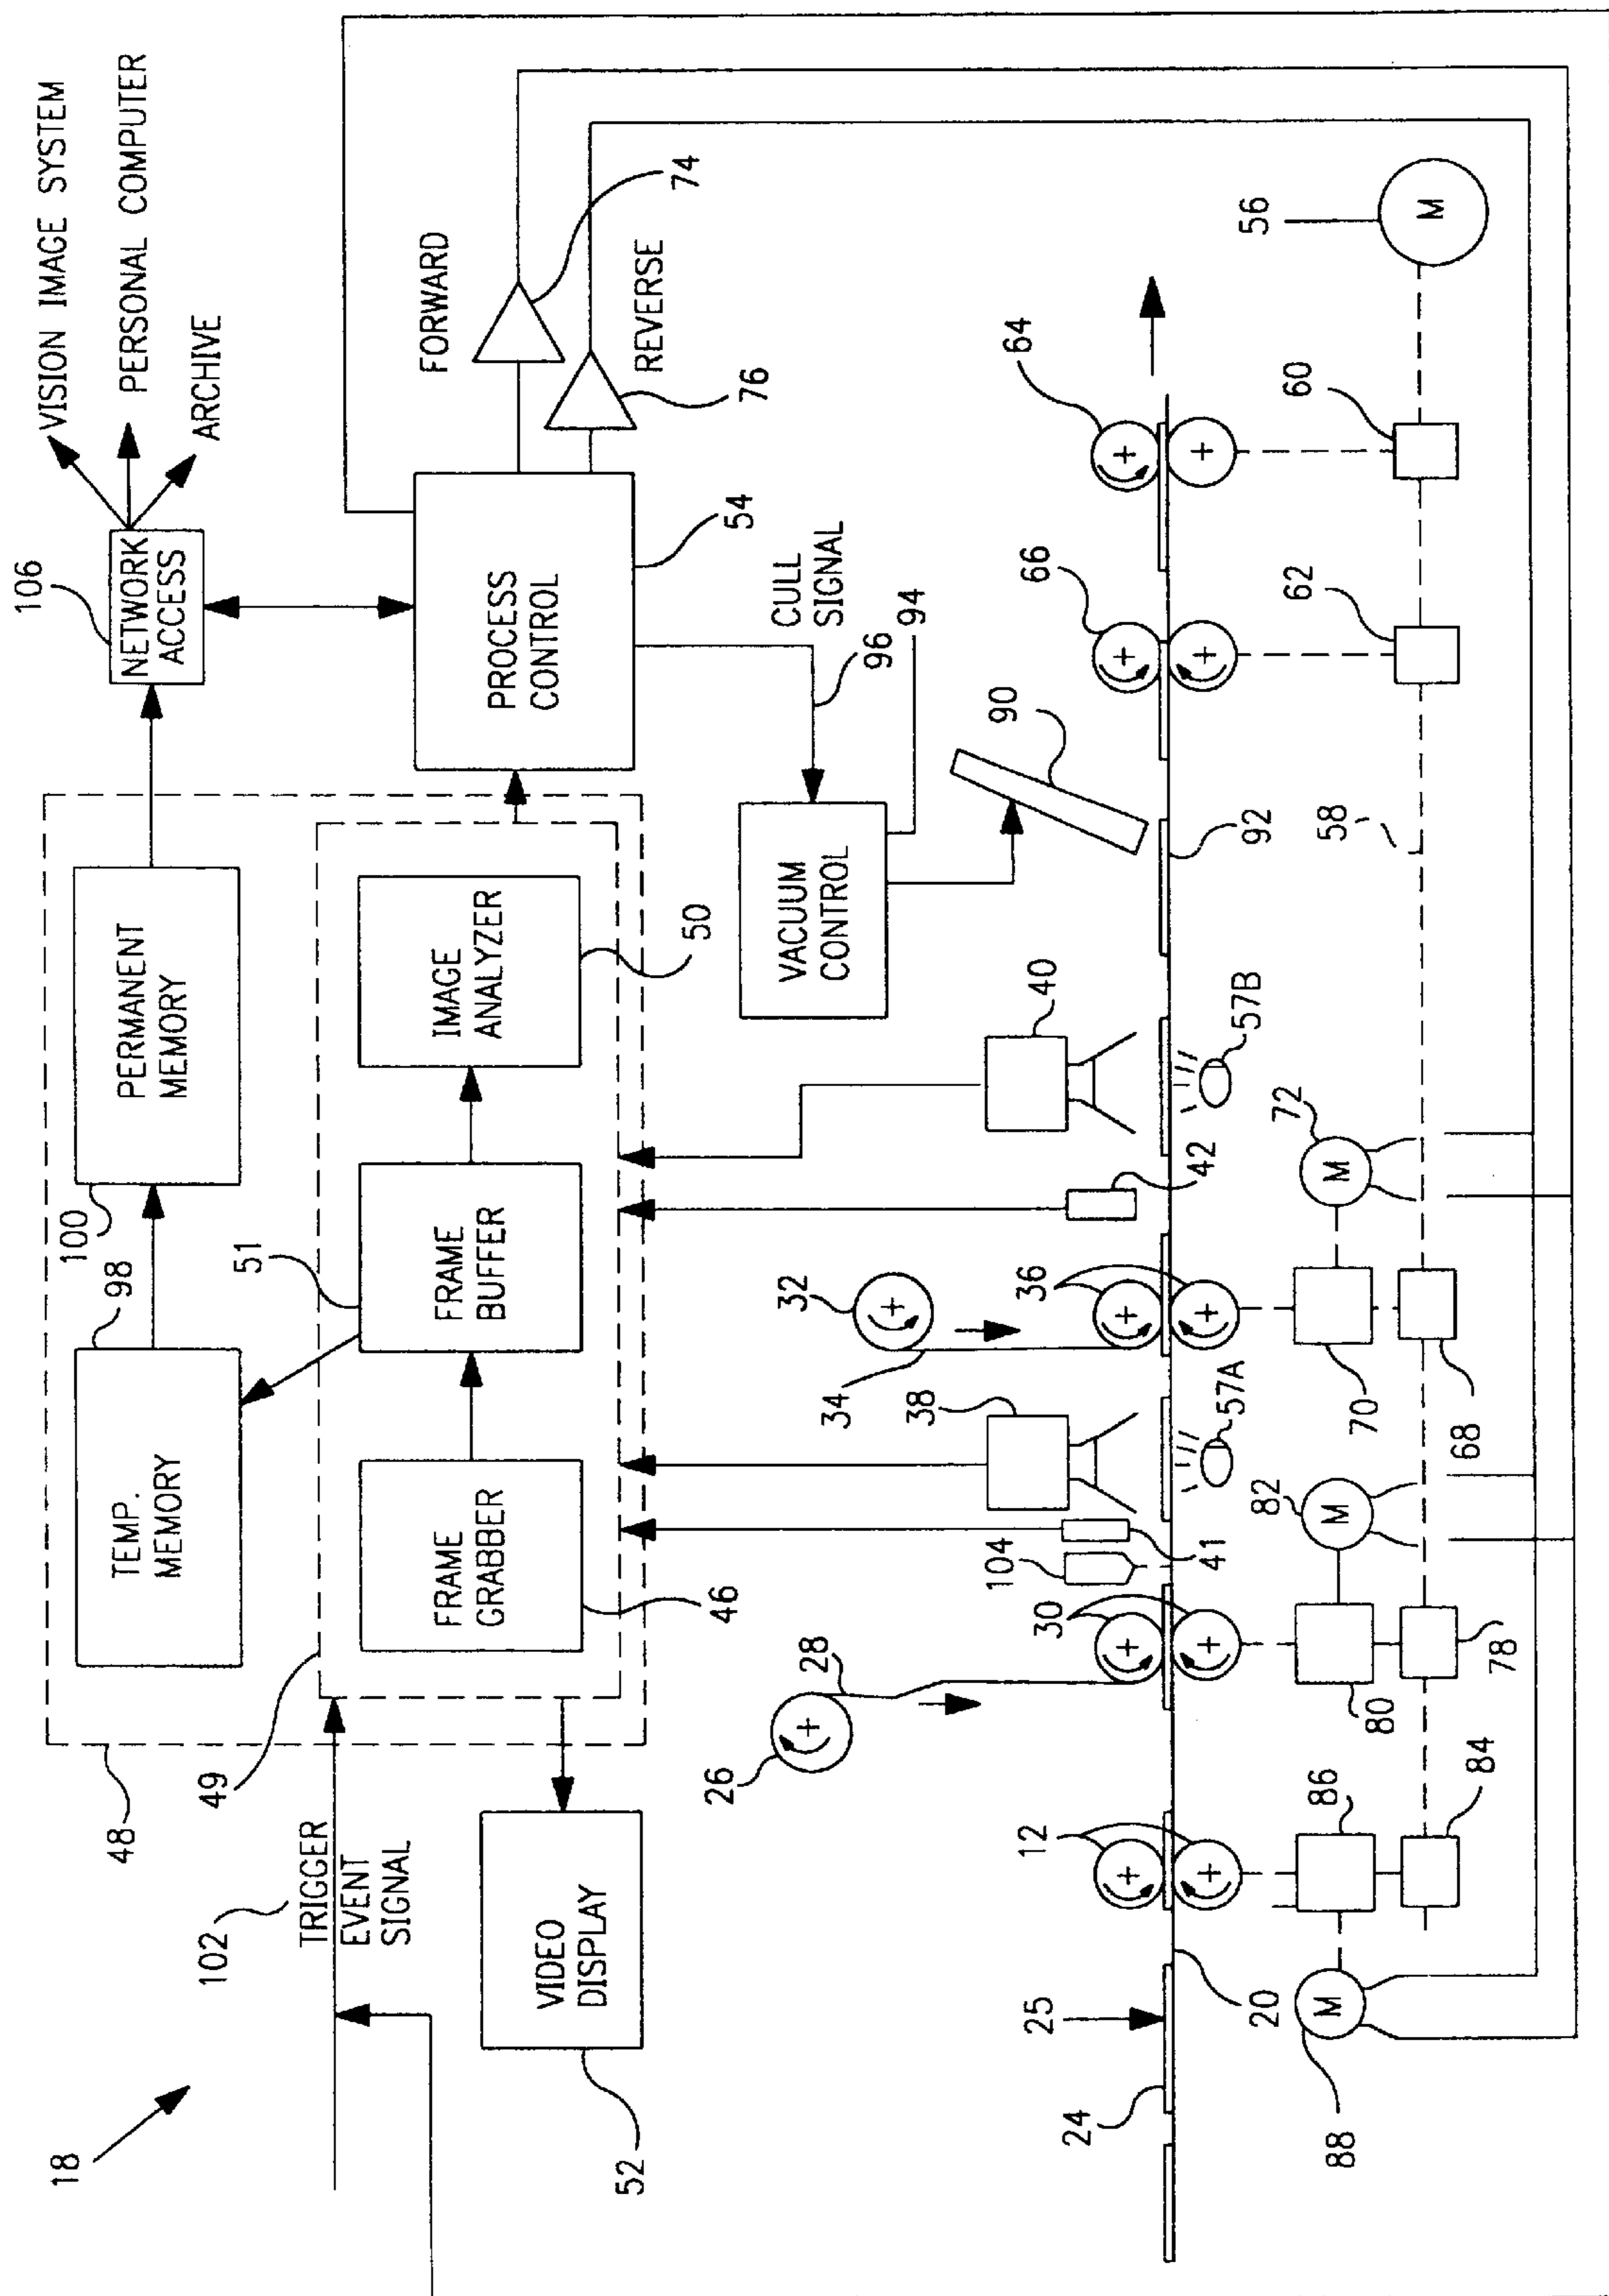 18
102
TRIGGER
EVENT
SIGNAL
48
49
52
VIDEO
DISPLAY
TEMP.
MEMORY
98
100
PERMANENT
MEMORY
FRAME
GRABBER
46
51
FRAME
BUFFER
IMAGE
ANALYZER
50
106
NETWORK
ACCESS
VISION IMAGE SYSTEM
PERSONAL COMPUTER
ARCHIVE
PROCESS
CONTROL
54
FORWARD
74
REVERSE
76
CULL
SIGNAL
96
94
VACUUM
CONTROL
90
92
26
28
32
34
38
40
42
41
104
57A
57B
24
25
20
12
30
36
66
64
88
M
86
84
82
M
80
78
72
M
70
68
58
62
60
56
M